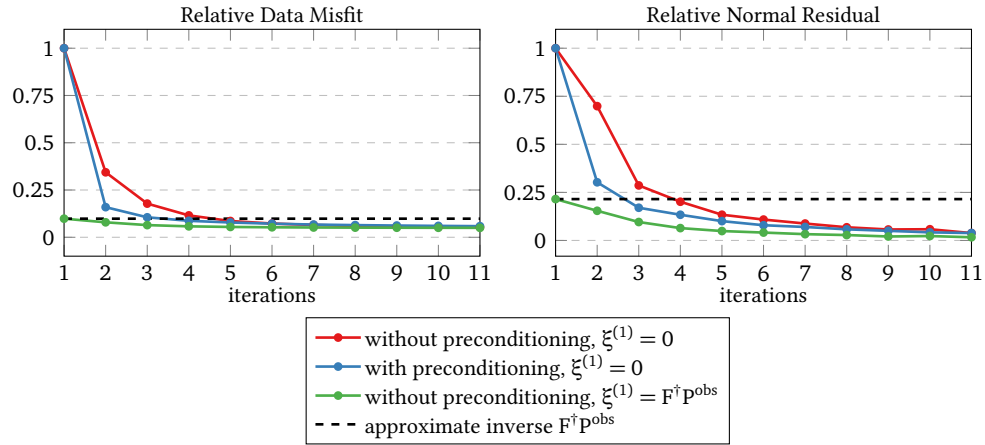 Relative Data Misfit
1
0.75
0.5
0.25
0
1 2 3 4 5 6 7 8 9 10 11
iterations
Relative Normal Residual
1
0.75
0.5
0.25
0
1 2 3 4 5 6 7 8 9 10 11
iterations
without preconditioning, ξ⁽¹⁾ = 0
with preconditioning, ξ⁽¹⁾ = 0
without preconditioning, ξ⁽¹⁾ = F†Pᵒᵇˢ
approximate inverse F†Pᵒᵇˢ